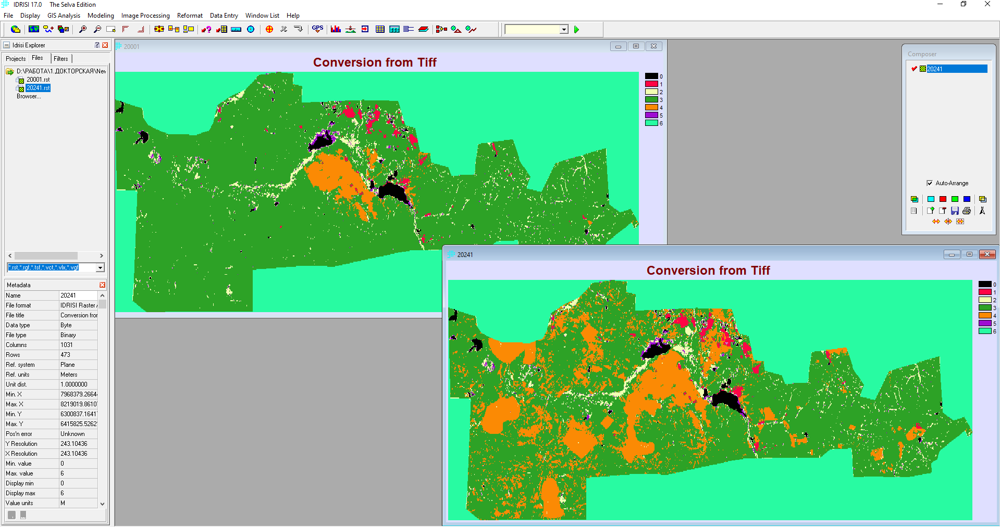 IDRISI 17.0 The Selva Edition
File Display GIS Analysis Modeling Image Processing Reformat Data Entry Window List Help
GPS
Idrisi Explorer
Projects Files Filters
D:\РАБОТА\1.ДОКТОРСКАЯ\Nev
20001.rst
20241.rst
Browser...
*.rst,*.rgf,*.tsf,*.vct,*.vlx,*.vgf
Metadata
Name 20241
File format IDRISI Raster A
File title Conversion fror
Data type Byte
File type Binary
Columns 1031
Rows 473
Ref. system Plane
Ref. units Meters
Unit dist. 1.0000000
Min. X 7968379.2664
Max. X 8219019.8610
Min. Y 6300837.1641
Max. Y 6415825.5262
Pos'n error Unknown
Y Resolution 243.10436
X Resolution 243.10436
Min. value 0
Max. value 6
Display min 0
Display max 6
Value units M
20001
Conversion from Tiff
0
1
2
3
4
5
6
20241
Conversion from Tiff
0
1
2
3
4
5
6
Composer
20241
Auto-Arrange